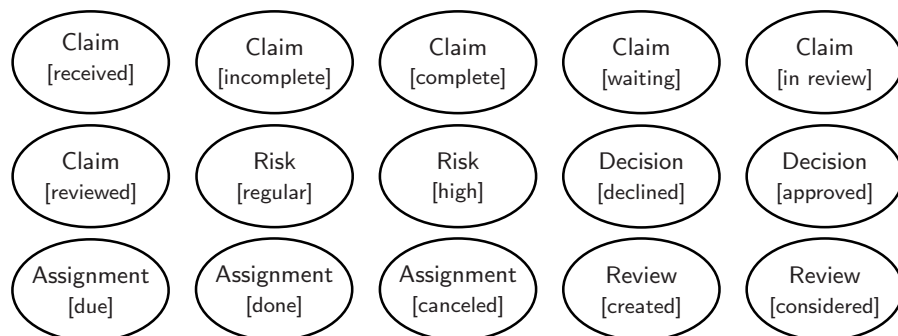 Claim
[received]
Claim
[incomplete]
Claim
[complete]
Claim
[waiting]
Claim
[in review]
Claim
[reviewed]
Risk
[regular]
Risk
[high]
Decision
[declined]
Decision
[approved]
Assignment
[due]
Assignment
[done]
Assignment
[canceled]
Review
[created]
Review
[considered]